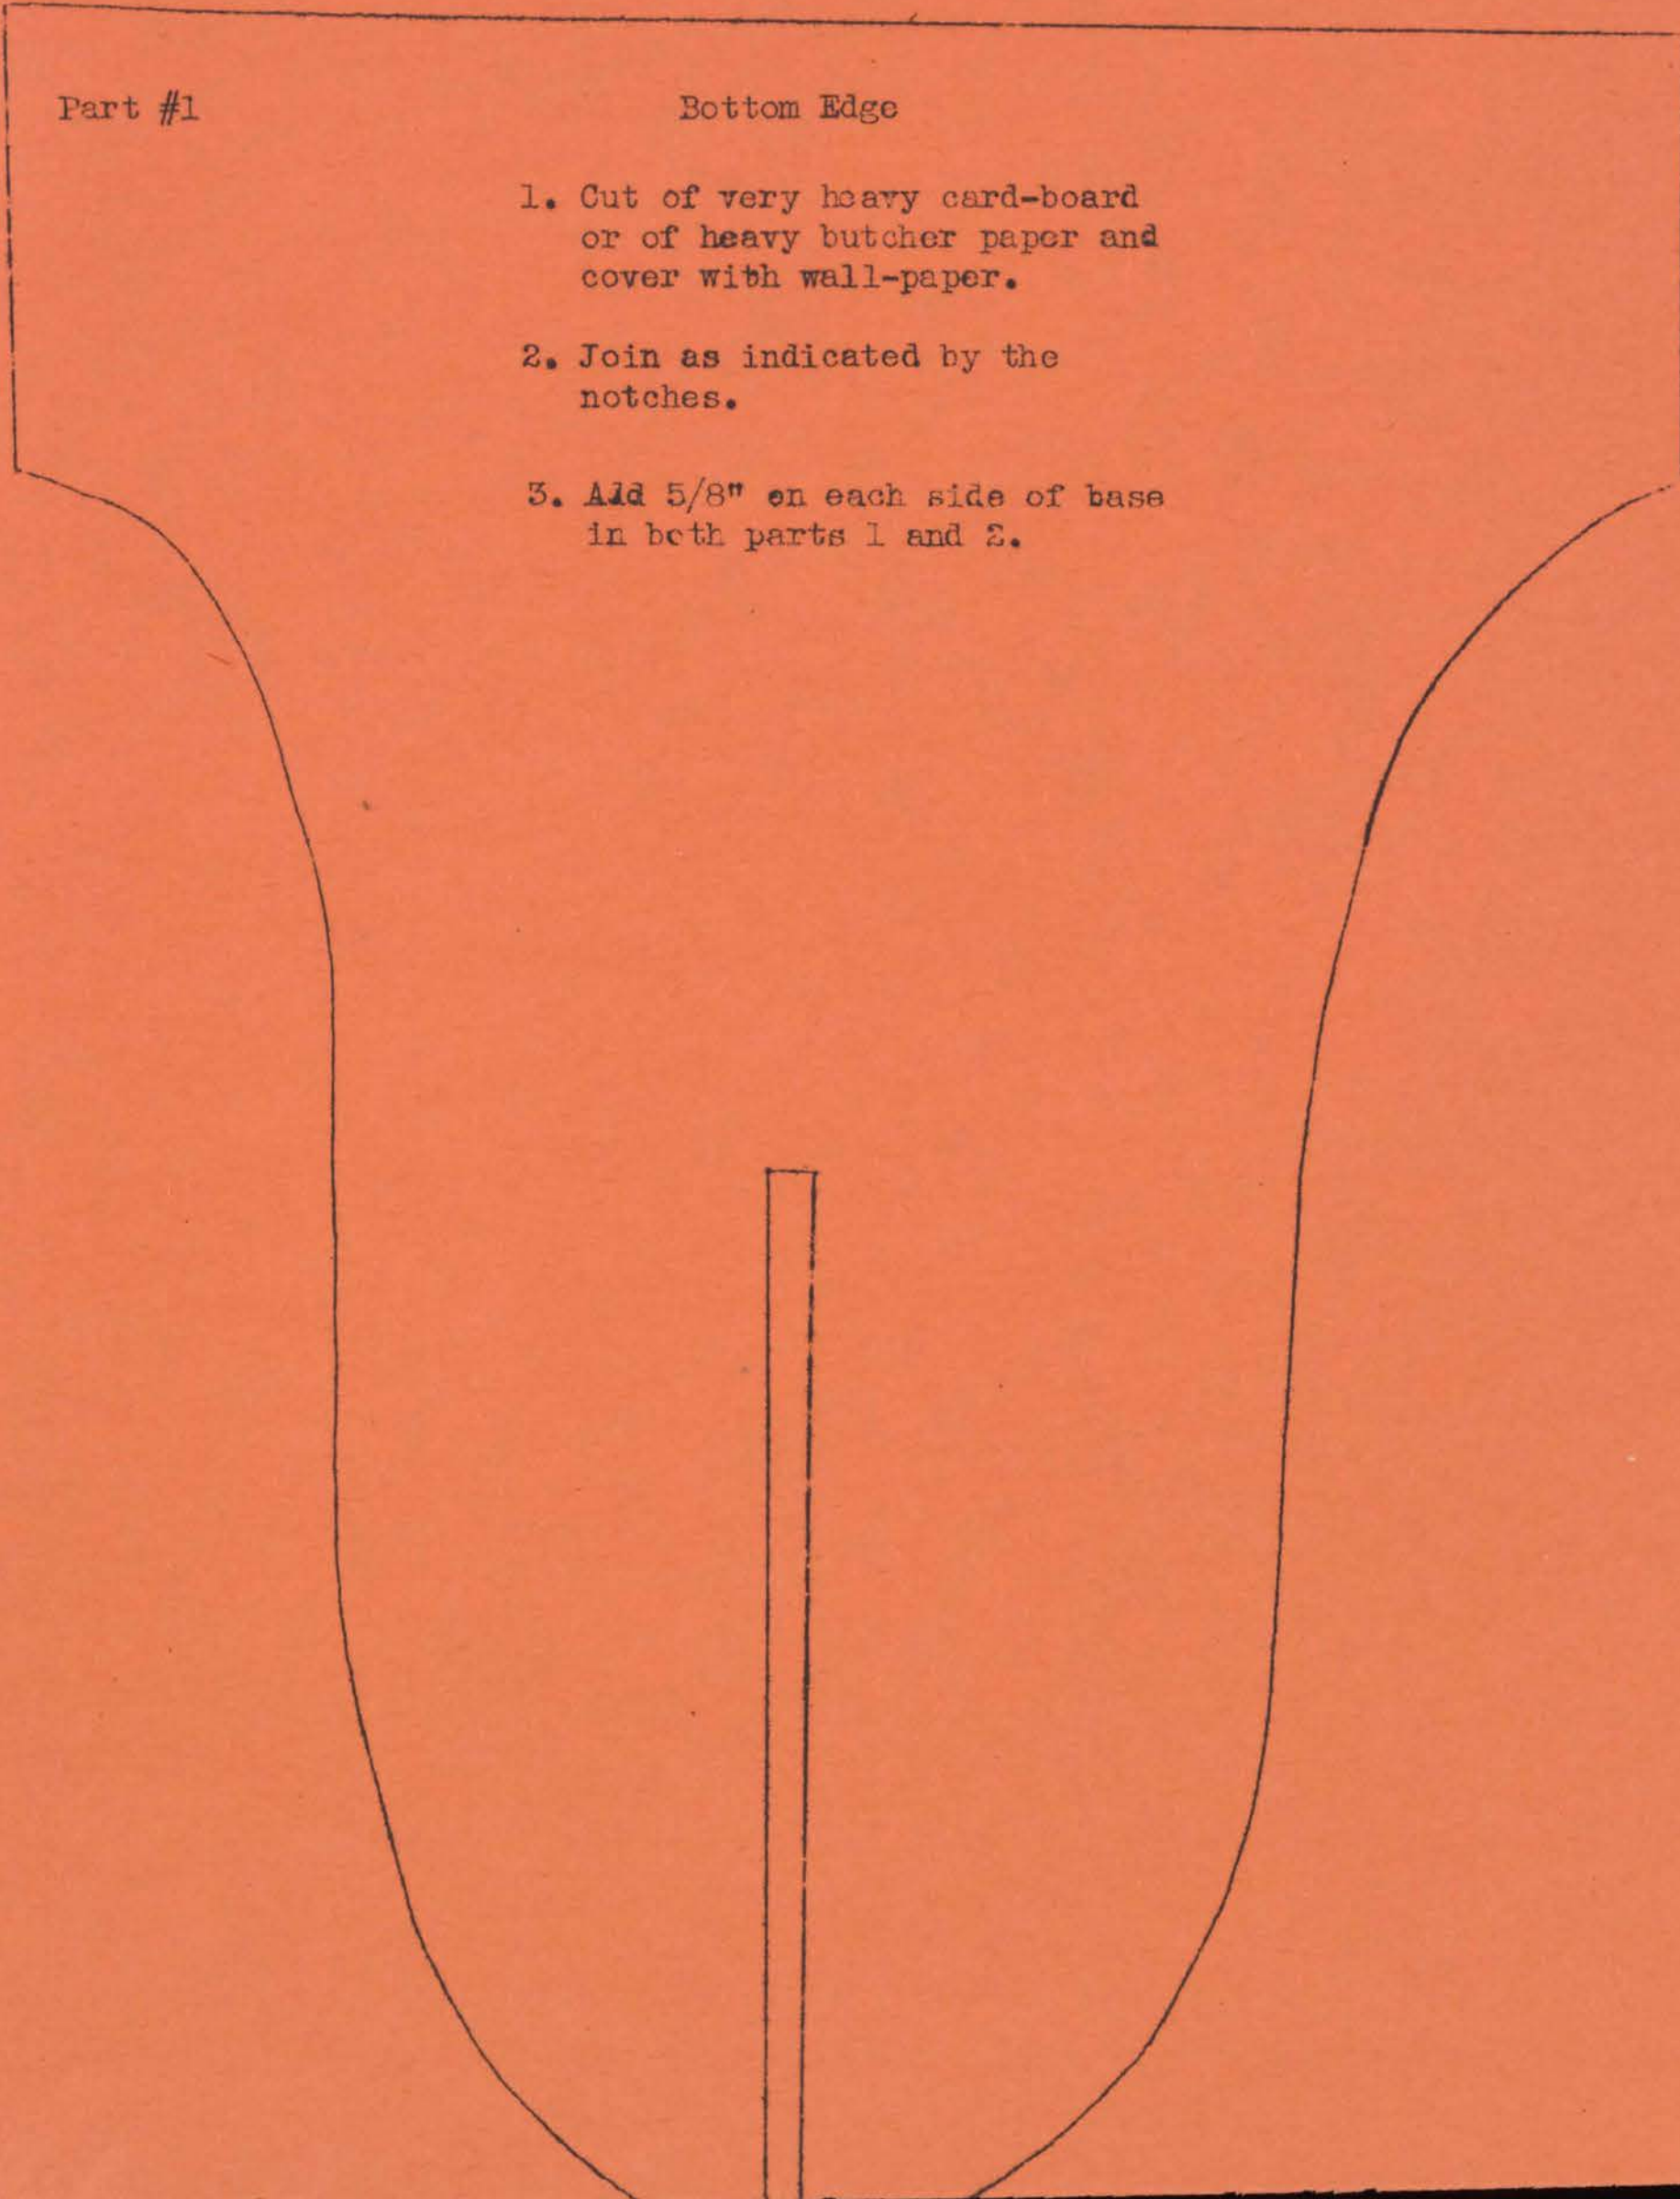 Part #1
Bottom Edge
1. Cut of very heavy card-board
or of heavy butcher paper and
cover with wall-paper.
2. Join as indicated by the
notches.
3. Add 5/8" on each side of base
in both parts 1 and 2.